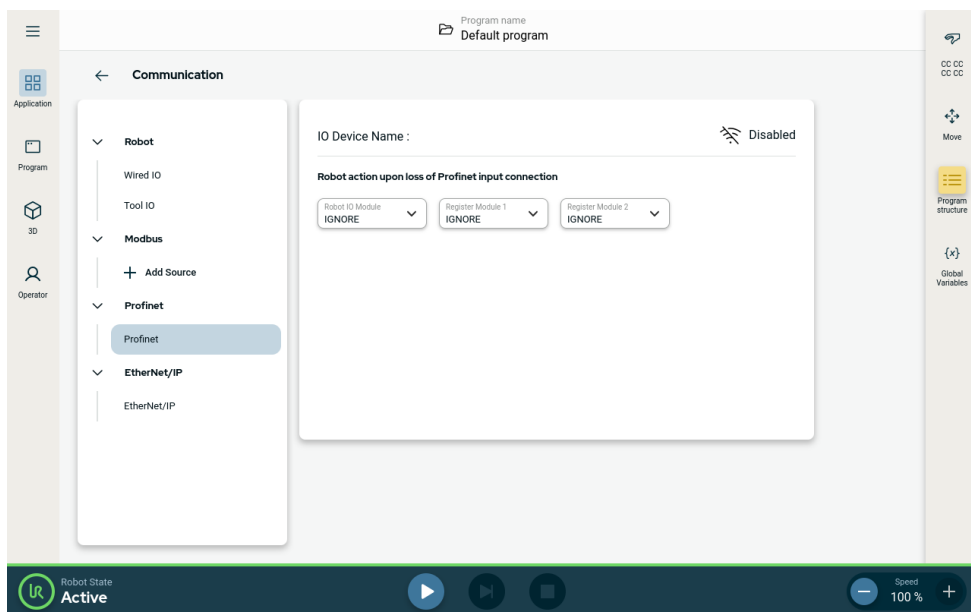 Program name
Default program
Application
Program
3D
Operator
Communication
Robot
Wired IO
Tool IO
Modbus
Add Source
Profinet
Profinet
EtherNet/IP
EtherNet/IP
IO Device Name :
Disabled
Robot action upon loss of Profinet input connection
Robot IO Module
IGNORE
Register Module 1
IGNORE
Register Module 2
IGNORE
CC CC
CC CC
Move
Program
structure
{x}
Global
Variables
UR
Robot State
Active
Speed
100 %